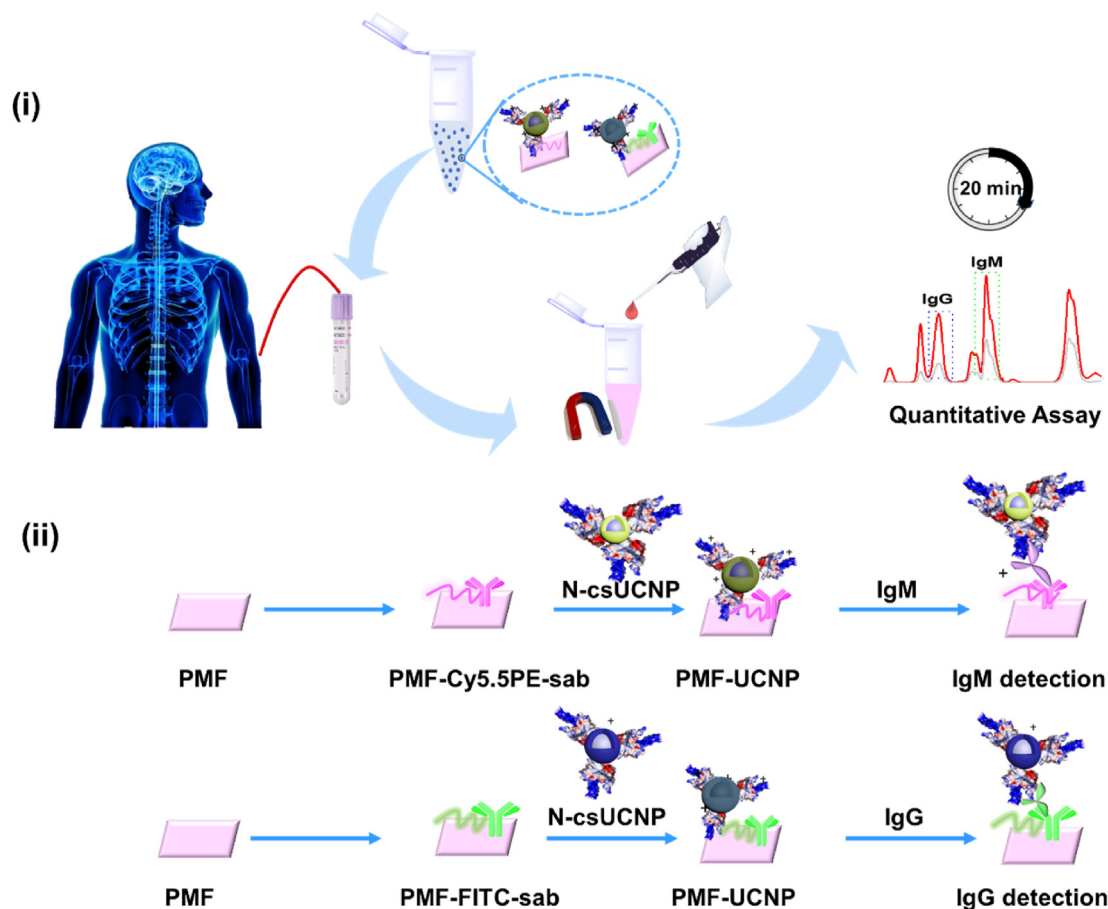 (i)
20 min
IgM
IgG
Quantitative Assay
(ii)
N-csUCNP
IgM
PMF
PMF-Cy5.5PE-sab
PMF-UCNP
IgM detection
N-csUCNP
IgG
PMF
PMF-FITC-sab
PMF-UCNP
IgG detection